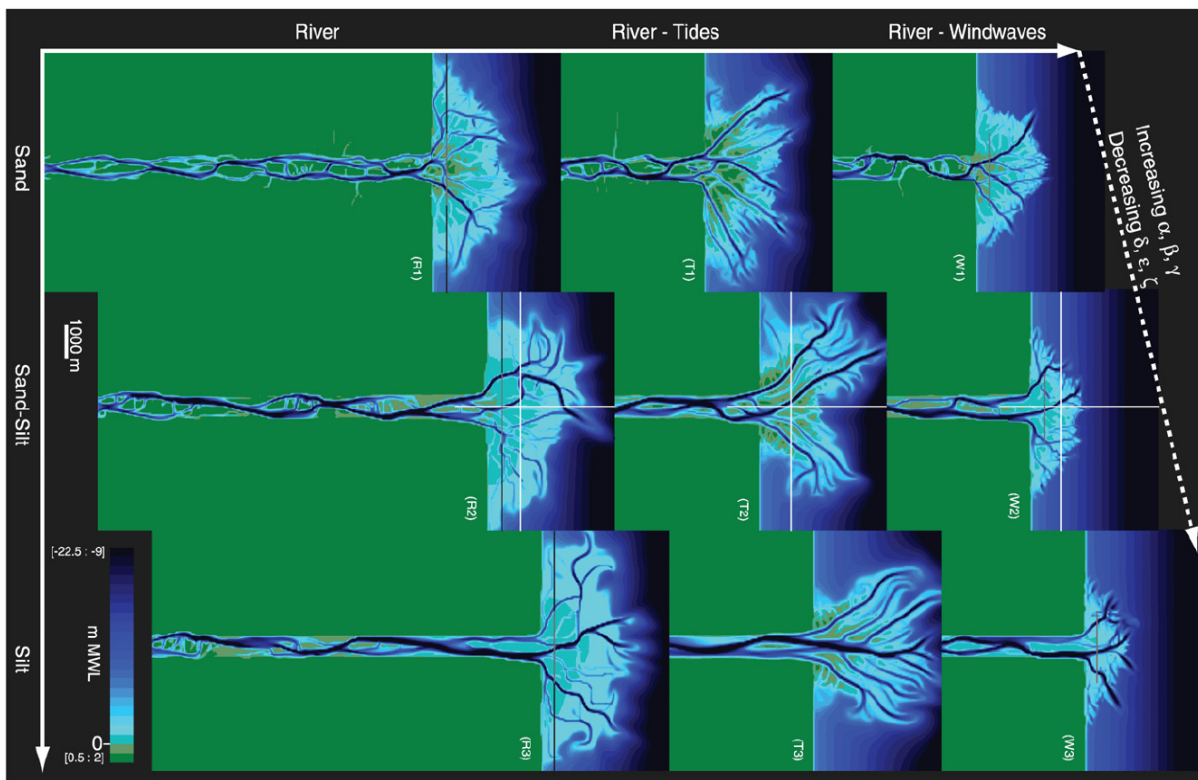 River
River - Tides
River - Windwaves
Increasing α, β, γ
Decreasing δ, ε, ζ
Sand
(R1)
(T1)
(W1)
1000 m
Sand-Silt
(R2)
(T2)
(W2)
[-22.5 : -9]
m MWL
0
[0.5 : 2]
Silt
(R3)
(T3)
(W3)